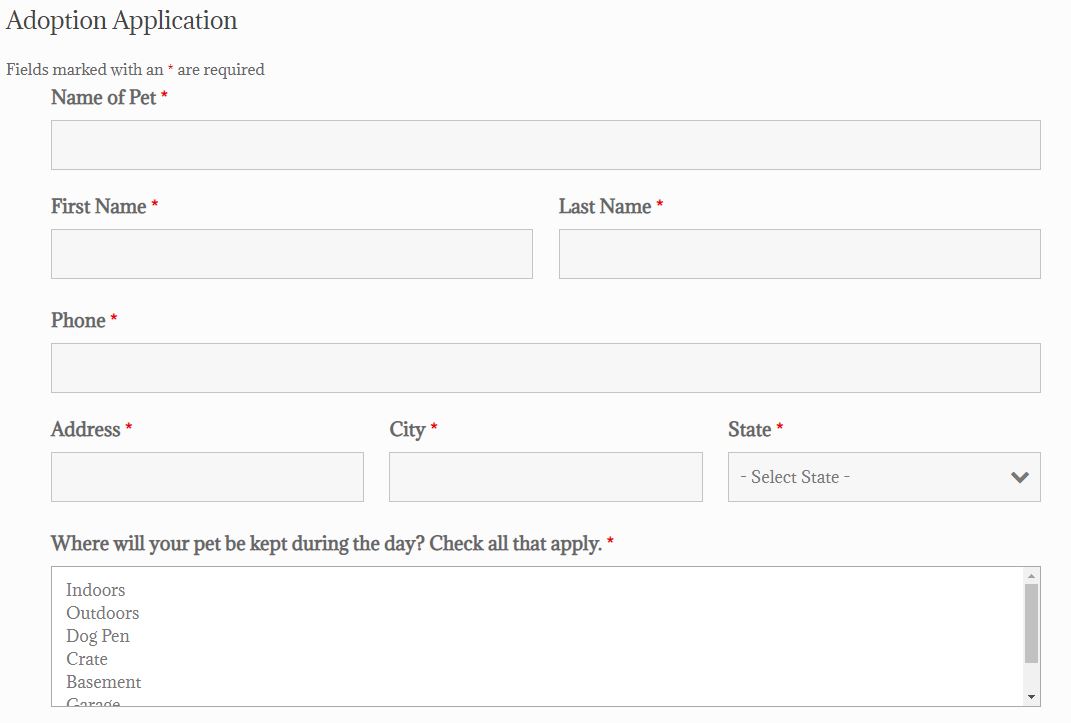 Adoption Application
Fields marked with an * are required
Name of Pet *
First Name * Last Name *
Phone *
Address * City * State *
- Select State -
Where will your pet be kept during the day? Check all that apply. *
Indoors
Outdoors
Dog Pen
Crate
Basement
Garage